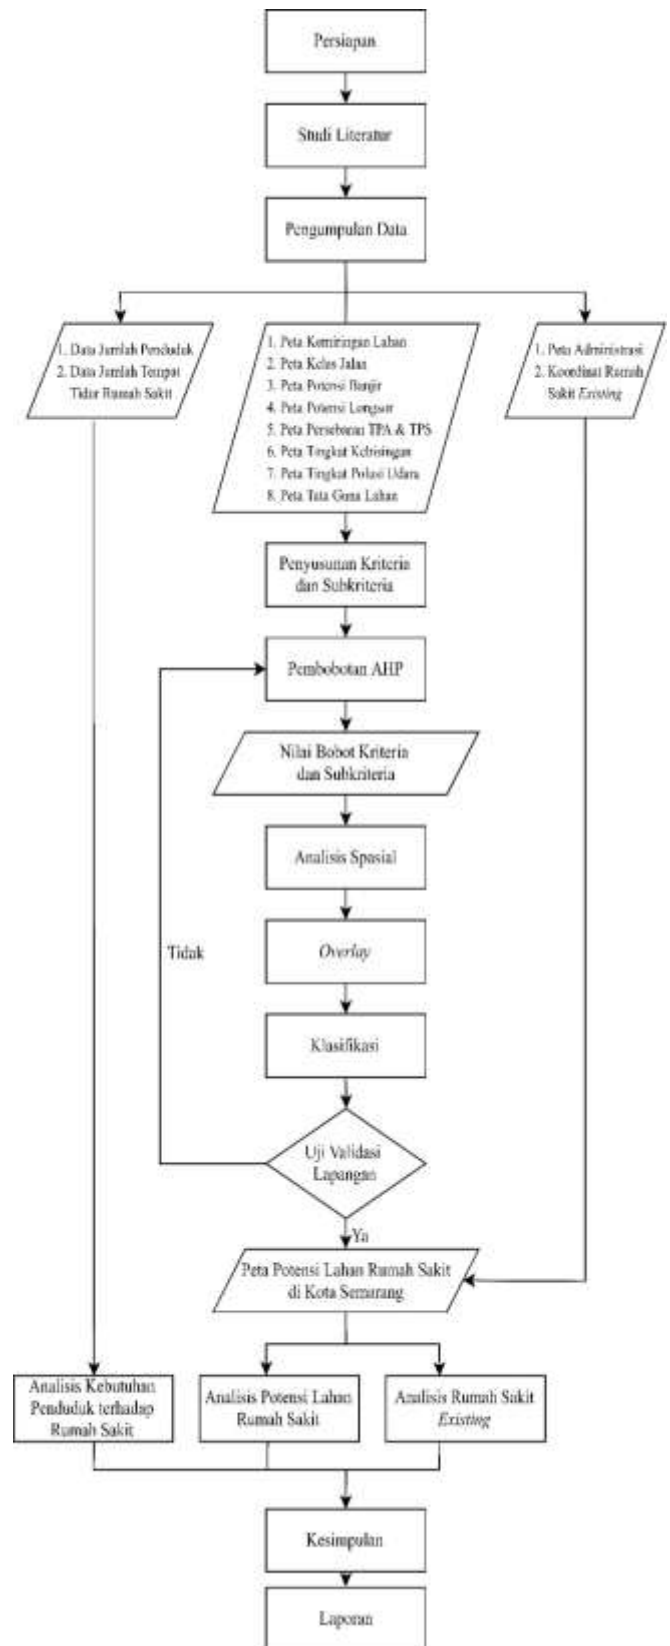 Persiapan
Studi Literatur
Pengumpulan Data
1. Data Jumlah Penduduk
2. Data Jumlah Tempat
Tidur Rumah Sakit
1. Peta Kemiringan Lahan
2. Peta Kelas Jalan
3. Peta Potensi Banjir
4. Peta Potensi Longsor
5. Peta Persebaran TPA & TPS
6. Peta Tingkat Kebisingan
7. Peta Tingkat Polusi Udara
8. Peta Tata Guna Lahan
1. Peta Administrasi
2. Koordinat Rumah
Sakit Existing
Penyusunan Kriteria
dan Subkriteria
Pembobotan AHP
Nilai Bobot Kriteria
dan Subkriteria
Analisis Spasial
Overlay
Tidak
Klasifikasi
Uji Validasi
Lapangan
Ya
Peta Potensi Lahan Rumah Sakit
di Kota Semarang
Analisis Kebutuhan
Penduduk terhadap
Rumah Sakit
Analisis Potensi Lahan
Rumah Sakit
Analisis Rumah Sakit
Existing
Kesimpulan
Laporan